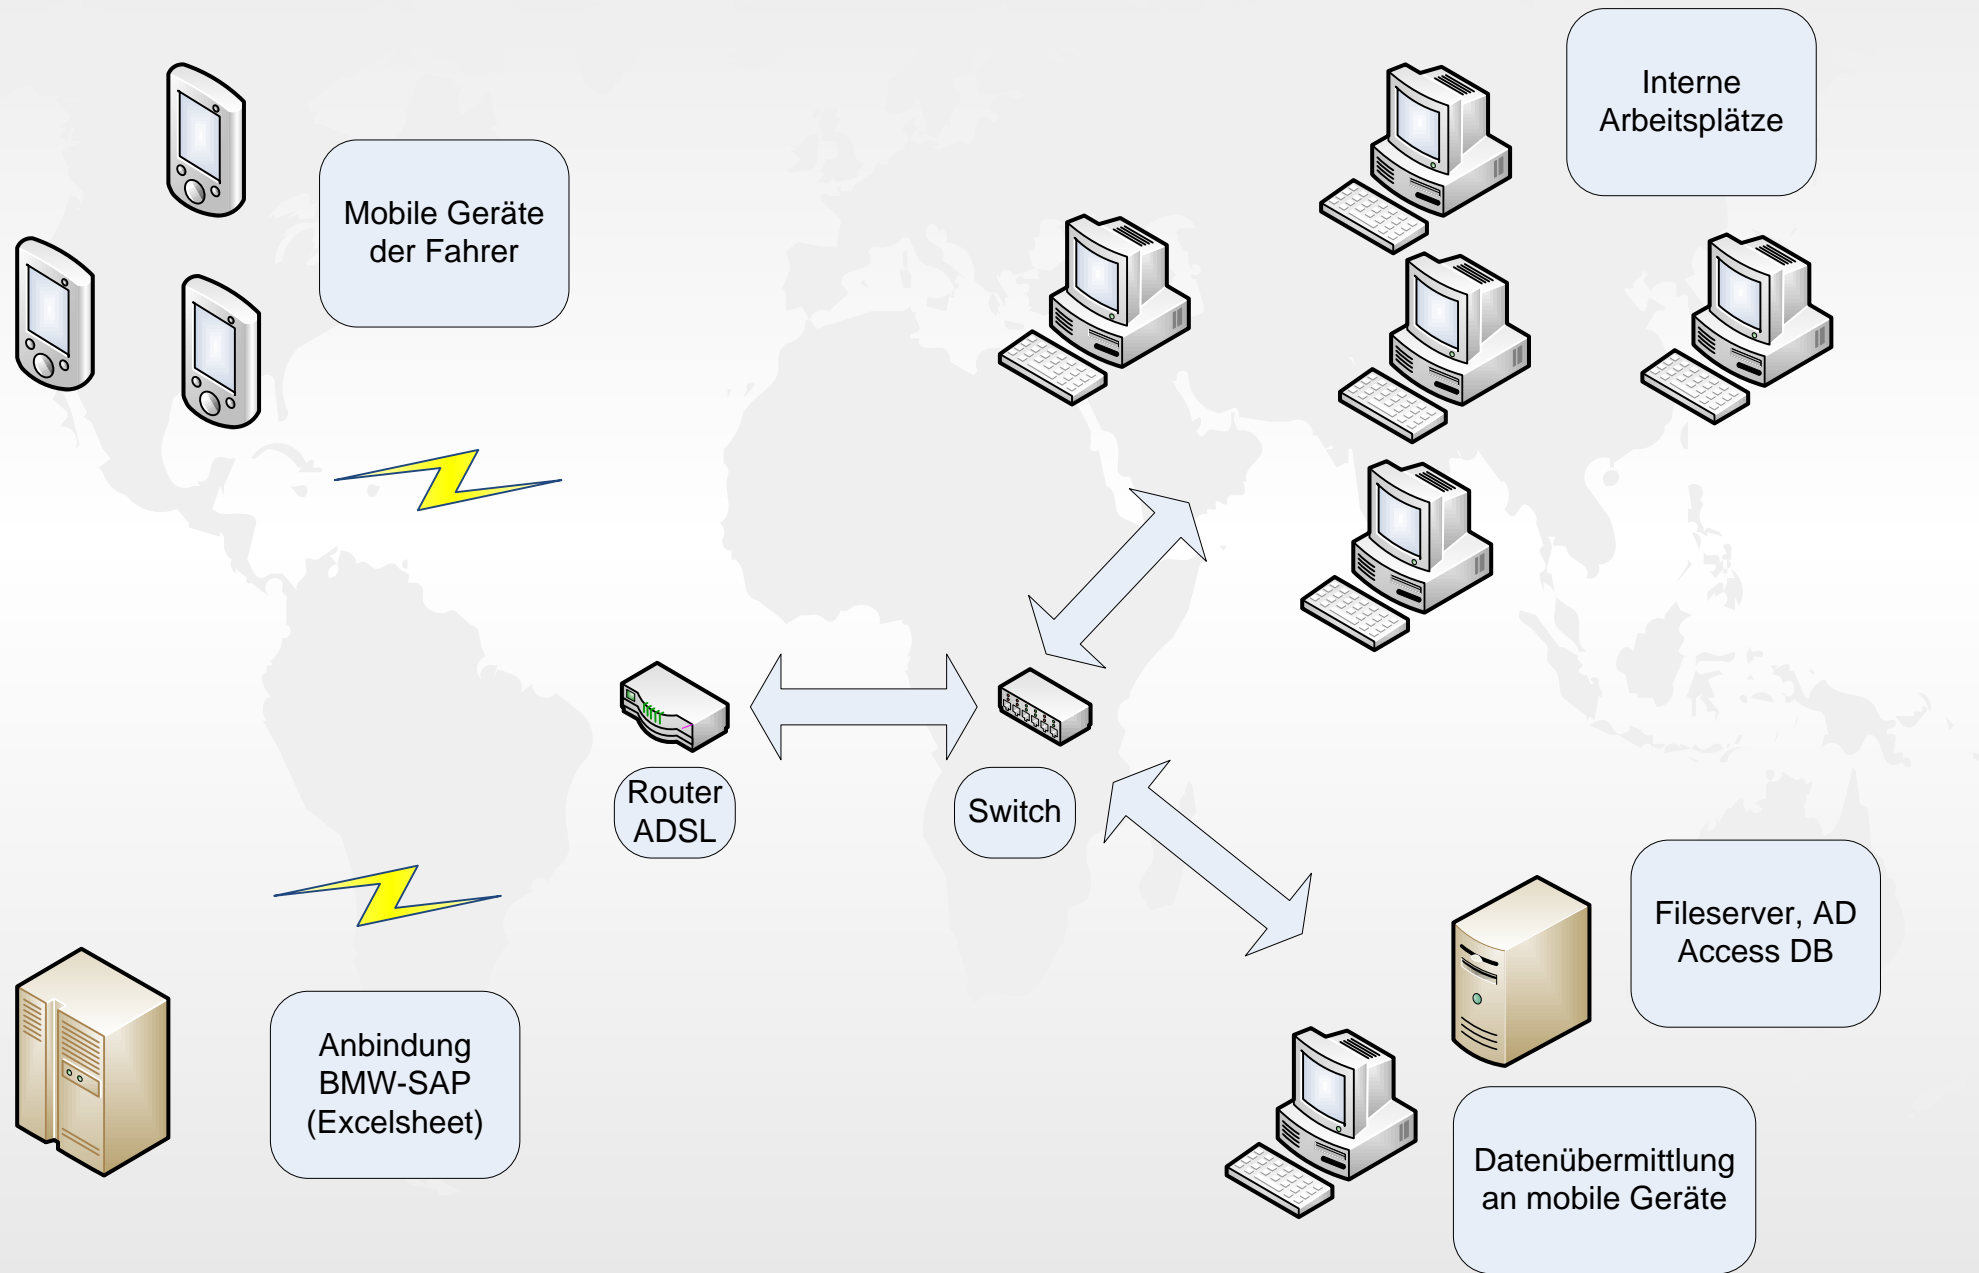 Interne
Arbeitsplätze
Mobile Geräte
der Fahrer
Router
ADSL
Switch
Fileserver, AD
Access DB
Anbindung
BMW-SAP
(Excelsheet)
Datenübermittlung
an mobile Geräte